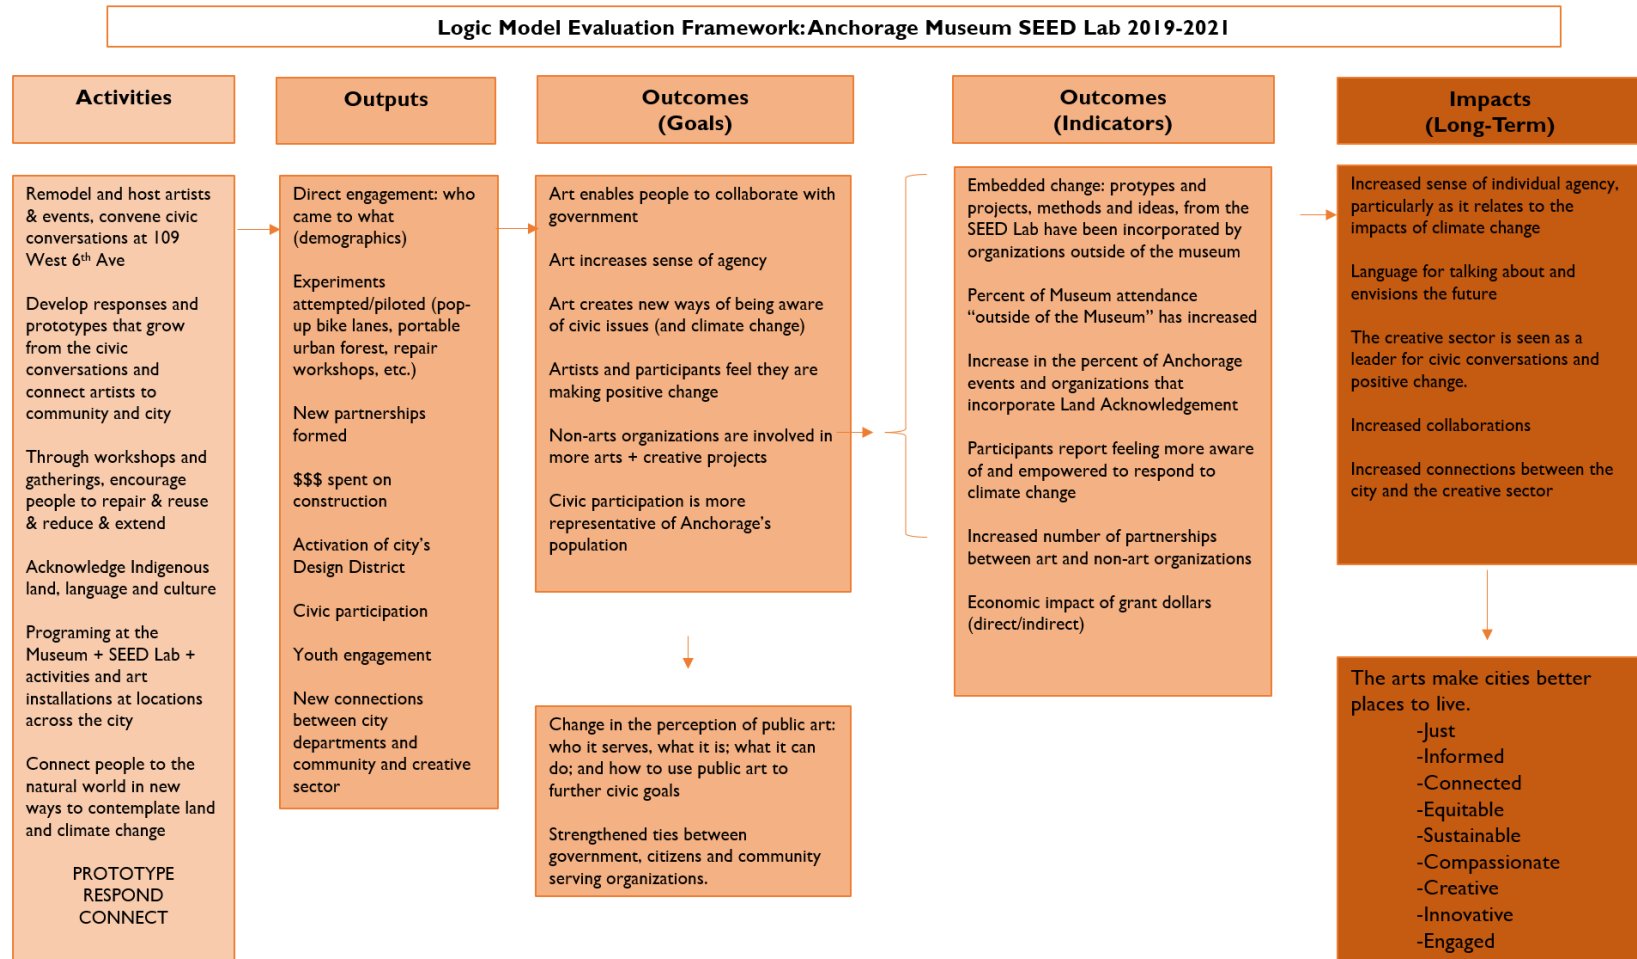 Logic Model Evaluation Framework: Anchorage Museum SEED Lab 2019-2021
Activities
Remodel and host artists
& events, convene civic
conversations at 109
West 6th Ave
Develop responses and
prototypes that grow
from the civic
conversations and
connect artists to
community and city
Through workshops and
gatherings, encourage
people to repair & reuse
& reduce & extend
Acknowledge Indigenous
land, language and culture
Programing at the
Museum + SEED Lab +
activities and art
installations at locations
across the city
Connect people to the
natural world in new
ways to contemplate land
and climate change
PROTOTYPE
RESPOND
CONNECT
Outputs
Direct engagement: who
came to what
(demographics)
Experiments
attempted/piloted (pop-
up bike lanes, portable
urban forest, repair
workshops, etc.)
New partnerships
formed
$$$ spent on
construction
Activation of city's
Design District
Civic participation
Youth engagement
New connections
between city
departments and
community and creative
sector
Outcomes
(Goals)
Art enables people to collaborate with
government
Art increases sense of agency
Art creates new ways of being aware
of civic issues (and climate change)
Artists and participants feel they are
making positive change
Non-arts organizations are involved in
more arts + creative projects
Civic participation is more
representative of Anchorage's
population
Change in the perception of public art:
who it serves, what it is; what it can
do; and how to use public art to
further civic goals
Strengthened ties between
government, citizens and community
serving organizations.
Outcomes
(Indicators)
Embedded change: protypes and
projects, methods and ideas, from the
SEED Lab have been incorporated by
organizations outside of the museum
Percent of Museum attendance
“outside of the Museum” has increased
Increase in the percent of Anchorage
events and organizations that
incorporate Land Acknowledgement
Participants report feeling more aware
of and empowered to respond to
climate change
Increased number of partnerships
between art and non-art organizations
Economic impact of grant dollars
(direct/indirect)
Impacts
(Long-Term)
Increased sense of individual agency,
particularly as it relates to the
impacts of climate change
Language for talking about and
envisions the future
The creative sector is seen as a
leader for civic conversations and
positive change.
Increased collaborations
Increased connections between the
city and the creative sector
The arts make cities better
places to live.
-Just
-Informed
-Connected
-Equitable
-Sustainable
-Compassionate
-Creative
-Innovative
-Engaged